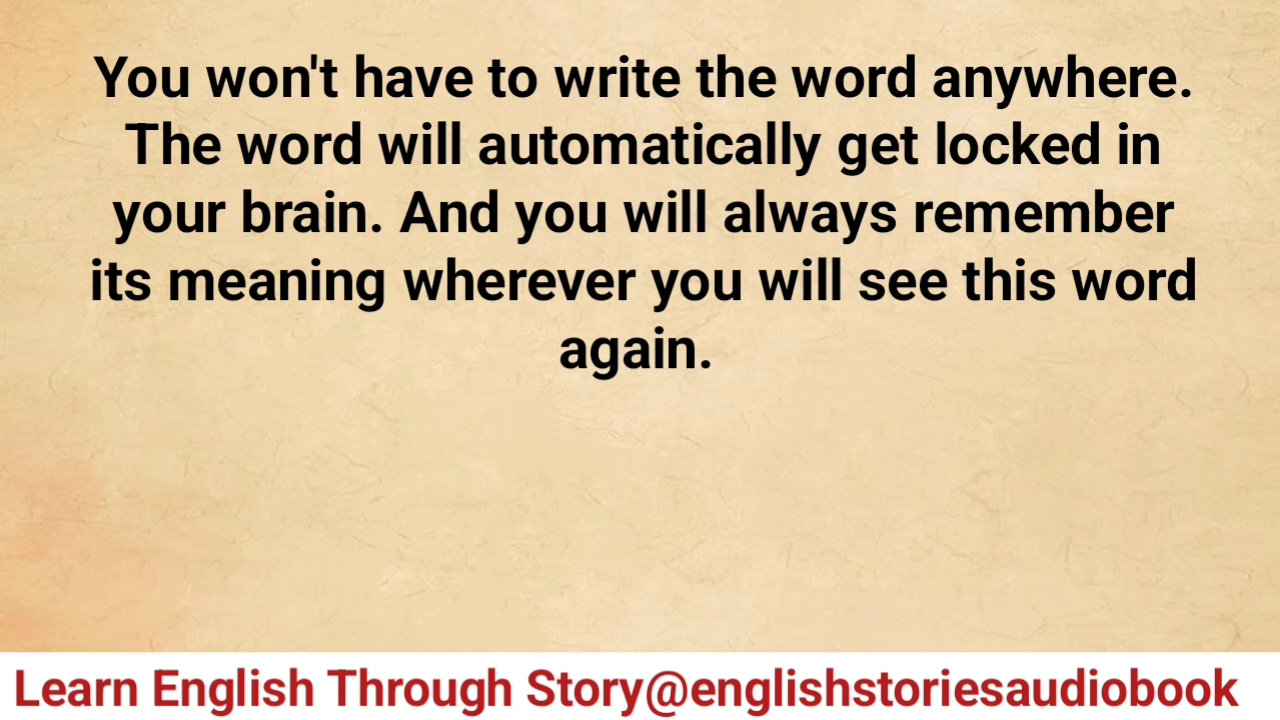 You won't have to write the word anywhere.
The word will automatically get locked in
your brain. And you will always remember
its meaning wherever you will see this word
again.
Learn English Through Story@englishstoriesaudiobook